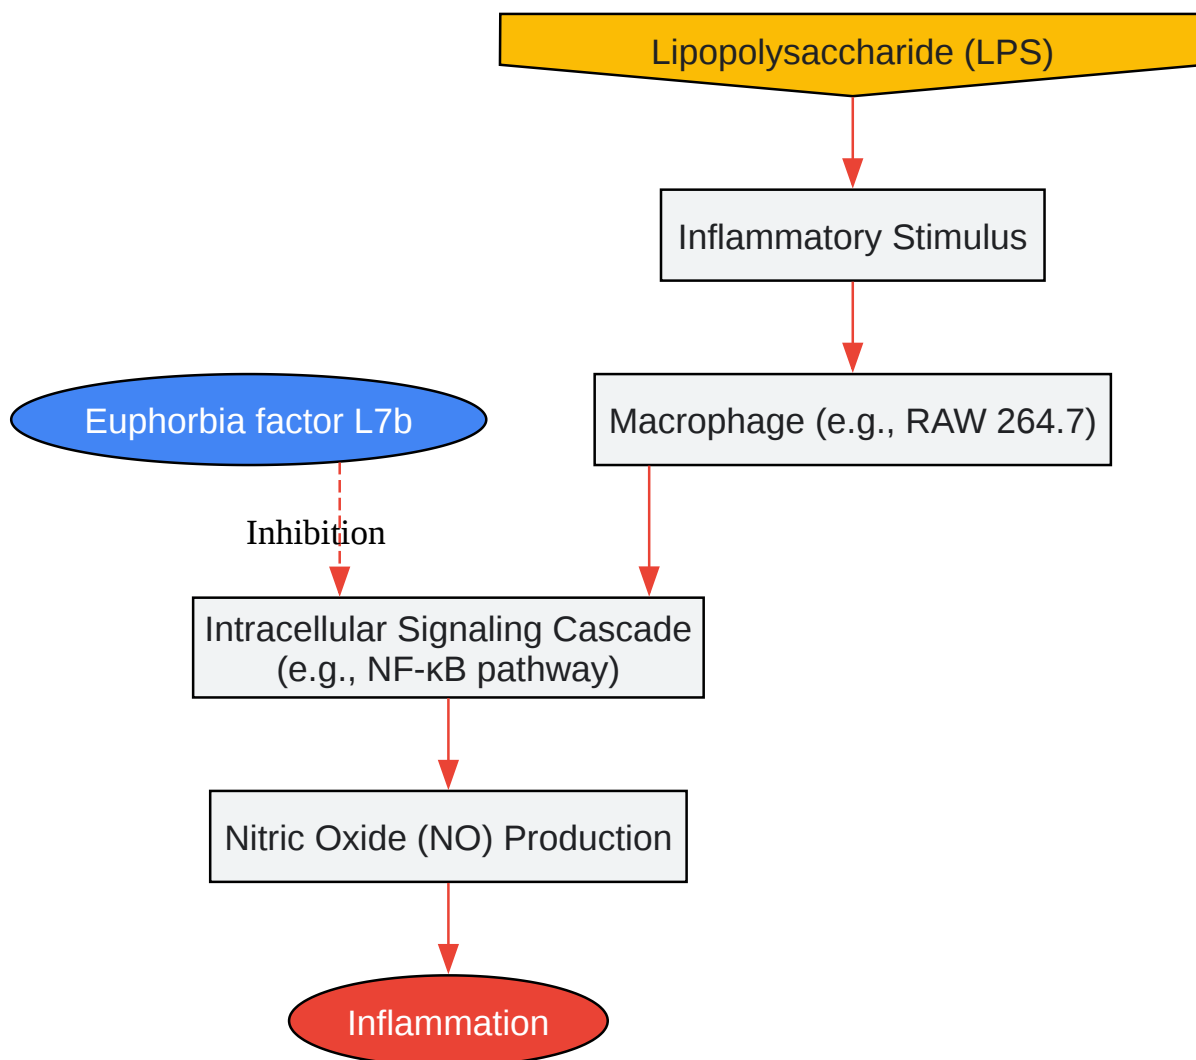 Lipopolysaccharide (LPS)
Inflammatory Stimulus
Euphorbia factor L7b
Macrophage (e.g., RAW 264.7)
Inhibition
Intracellular Signaling Cascade
(e.g., NF-κB pathway)
Nitric Oxide (NO) Production
Inflammation